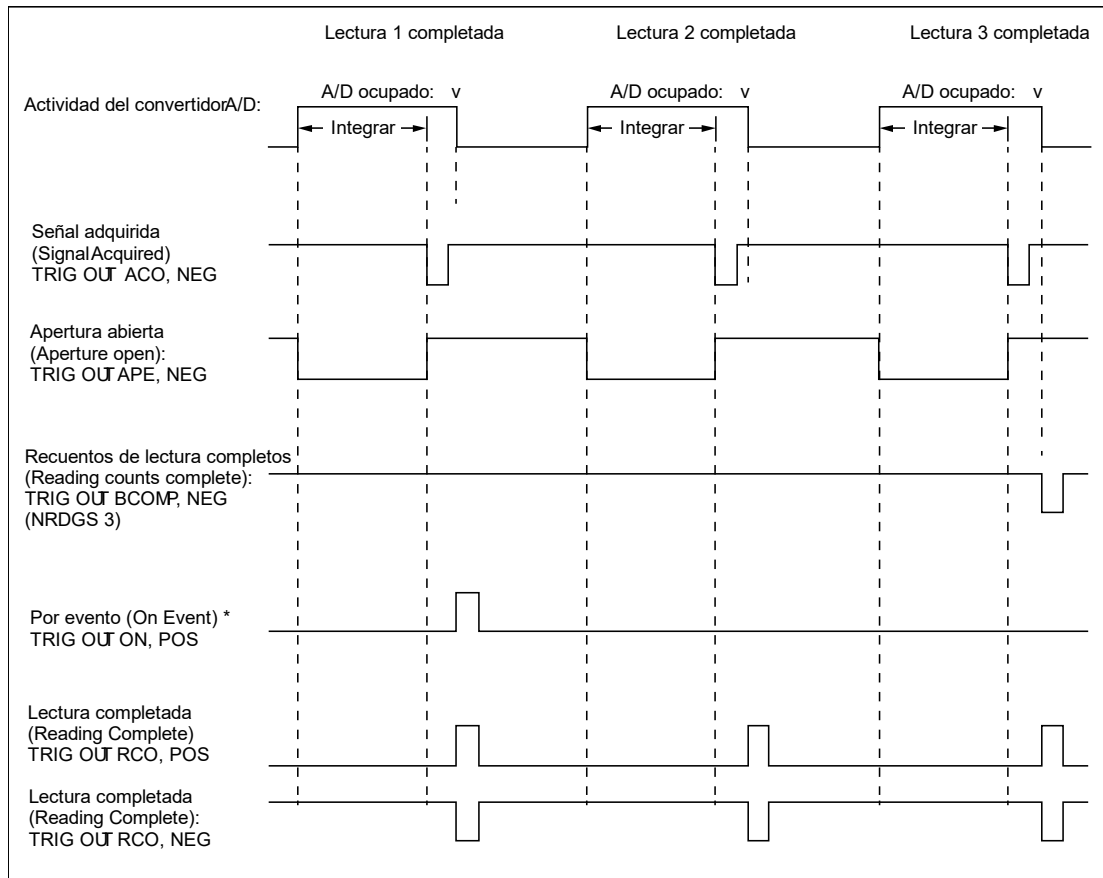 Lectura 1 completada
Lectura 2 completada
Lectura 3 completada
Actividad del convertidorA/D:
A/D ocupado: v
A/D ocupado: v
A/D ocupado: v
Integrar
Integrar
Integrar
Señal adquirida
(SignalAcquired)
TRIG OUT ACO, NEG
Apertura abierta
(Aperture open):
TRIG OUT APE, NEG
Recuentos de lectura completos
(Reading counts complete):
TRIG OUT BCOMP, NEG
(NRDGS 3)
Por evento (On Event) *
TRIG OUT ON, POS
Lectura completada
(Reading Complete)
TRIG OUT RCO, POS
Lectura completada
(Reading Complete):
TRIG OUT RCO, NEG